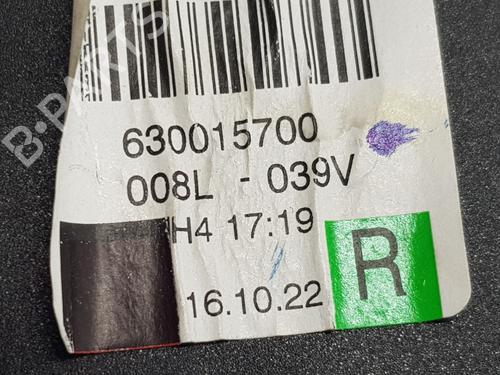 B-PARTS
630015700
008L - 039V
H4 17:19
16.10.22
R